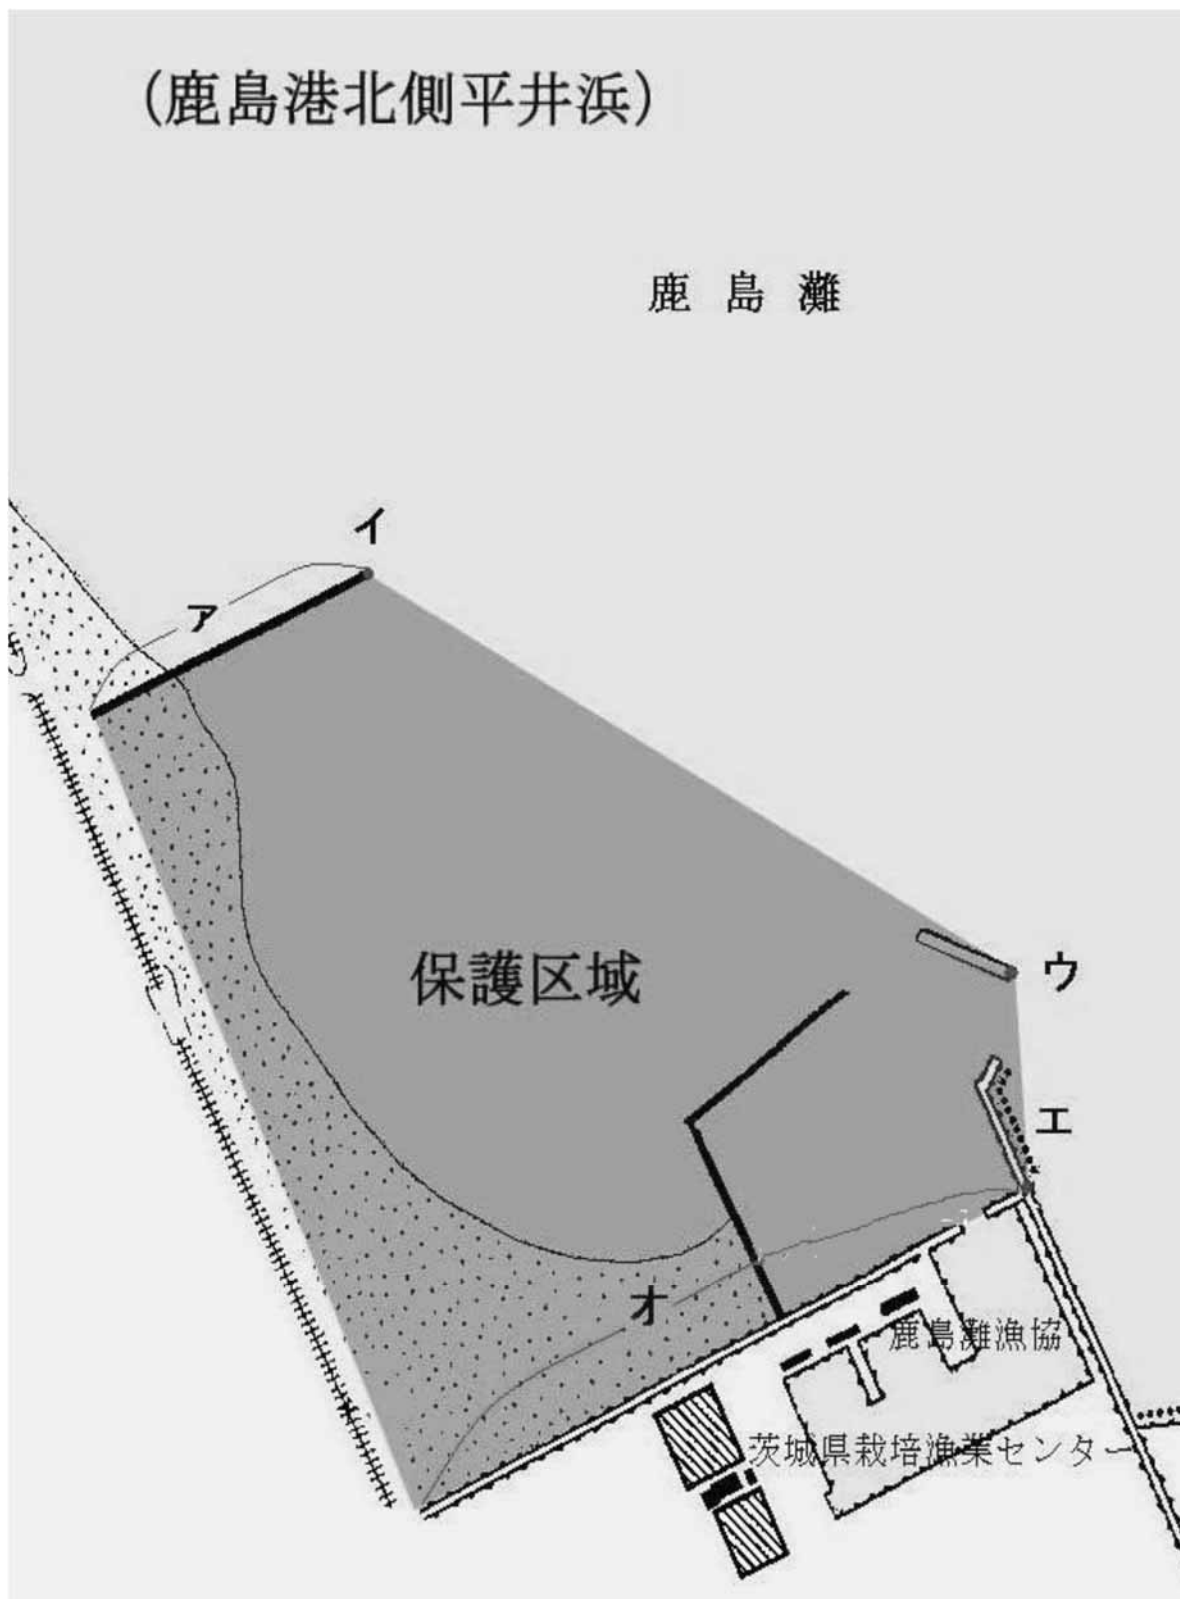 (鹿島港北側平井浜)
鹿島灘
イ
ア
保護区域
ウ
エ
オ
鹿島灘漁協
茨城県栽培漁業センター